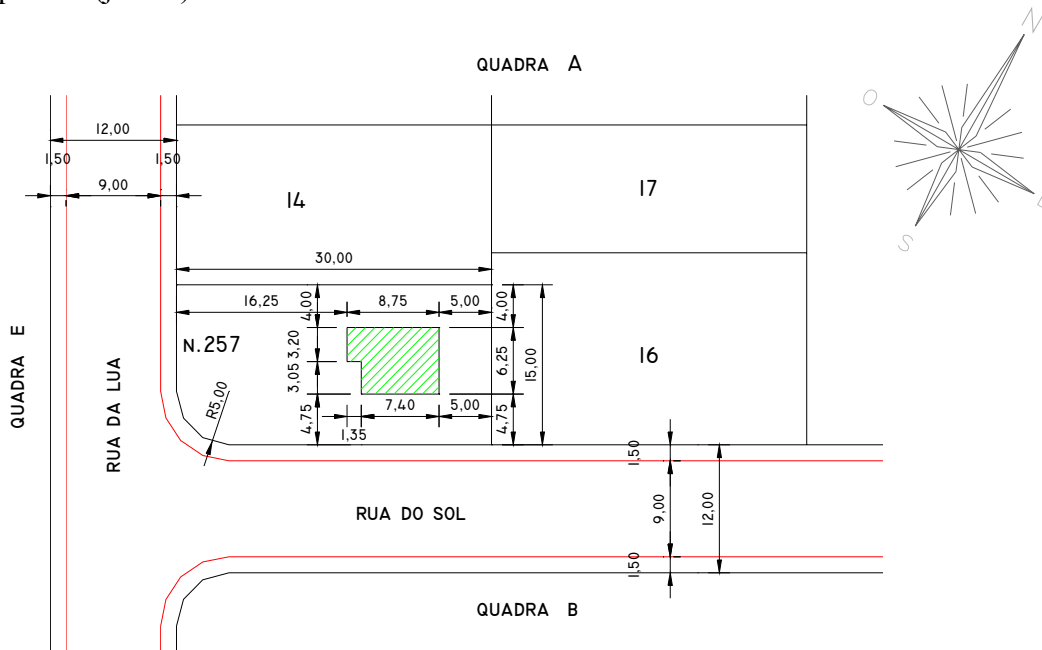 QUADRA A
N
O
L
S
12,00
1,50
1,50
9,00
14
17
30,00
16,25
4,00
8,75
5,00
4,00
N.257
3,20
3,05
6,25
15,00
16
QUADRA E
RUA DA LUA
R5,00
4,75
7,40
5,00
4,75
1,35
1,50
RUA DO SOL
9,00
12,00
1,50
QUADRA B